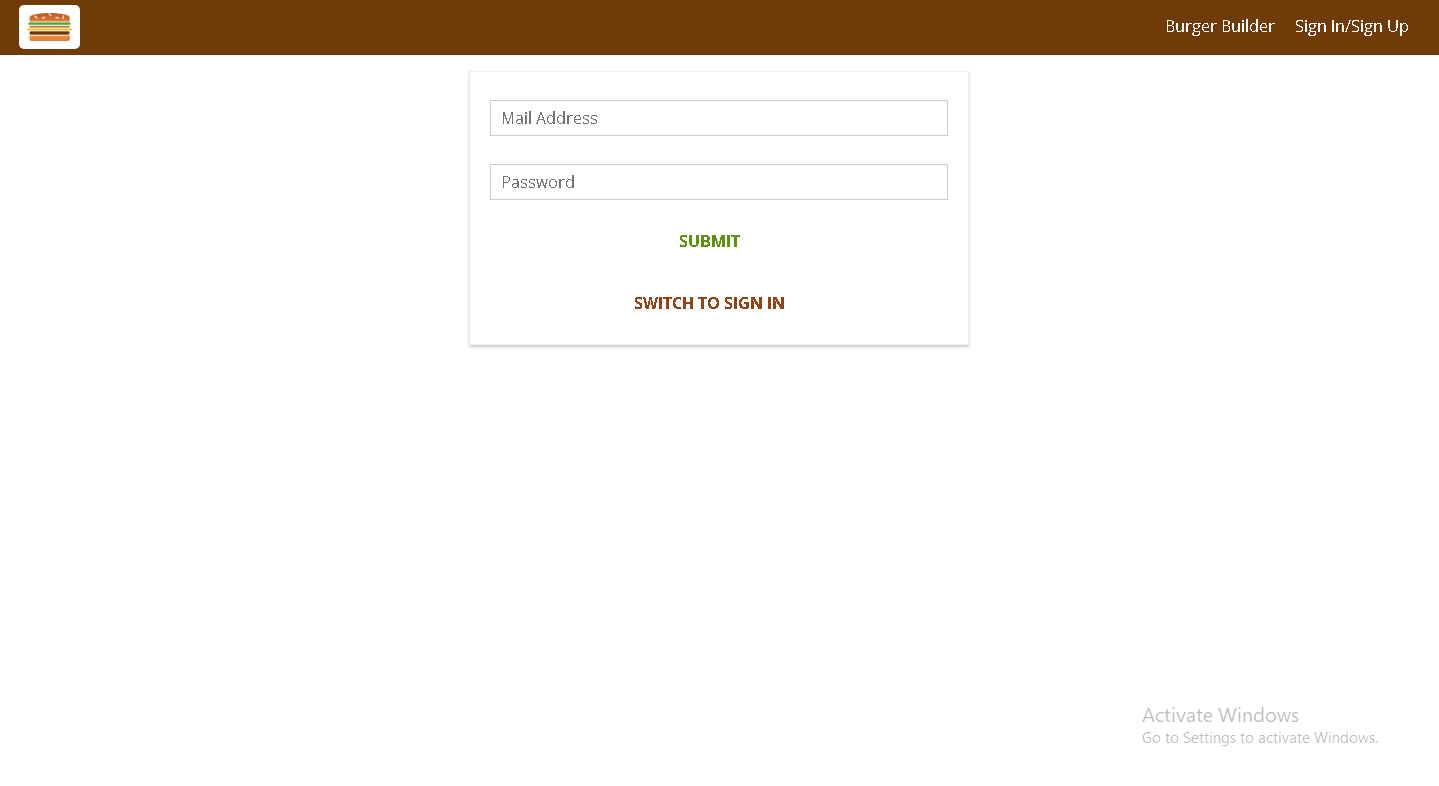 Burger Builder Sign In/Sign Up
Mail Address
Password
SUBMIT
SWITCH TO SIGN IN
Activate Windows
Go to Settings to activate Windows.